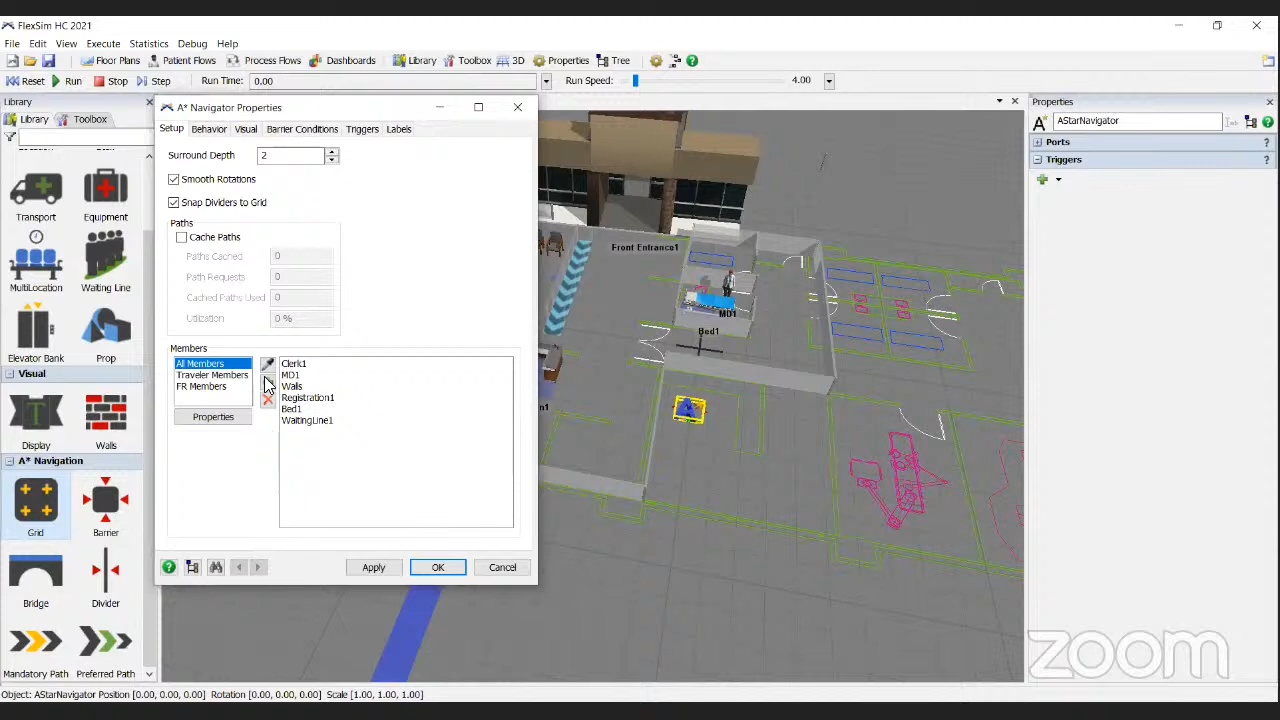 FlexSim HC 2021
File Edit View Execute Statistics Debug Help
Floor Plans Patient Flows Process Flows Dashboards Library Toolbox 3D Properties Tree
Reset Run Stop Step Run Time: 0.00 Run Speed: 4.00
Library
Library Toolbox
Transport Equipment
MultiLocation Waiting Line
Elevator Bank Prop
Visual
Display Walls
A* Navigation
Grid Barrier
Bridge Divider
Mandatory Path Preferred Path
A* Navigator Properties
Setup Behavior Visual Barrier Conditions Triggers Labels
Surround Depth 2
Smooth Rotations
Snap Dividers to Grid
Paths
Cache Paths
Paths Cached 0
Path Requests 0
Cached Paths Used 0
Utilization 0 %
Members
All Members
Traveler Members
FR Members
Properties
Clerk1
MD1
Walls
Registration1
Bed1
WaitingLine1
Apply OK Cancel
Front Entrance1
MD1
Bed1
n1
Properties
AStarNavigator
Ports ?
Triggers ?
zoom
Object: AStarNavigator Position [0.00, 0.00, 0.00] Rotation [0.00, 0.00, 0.00] Scale [1.00, 1.00, 1.00]